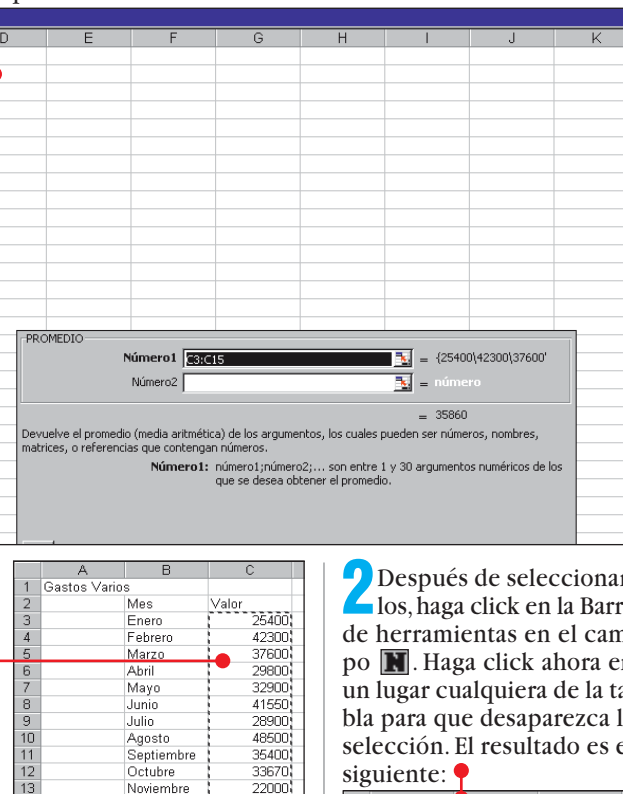 D E F G H I J K
PROMEDIO
Número1 C3:C15 = {25400\42300\37600'
Número2 = número
= 35860
Devuelve el promedio (media aritmética) de los argumentos, los cuales pueden ser números, nombres,
matrices, o referencias que contengan números.
Número1: número1;número2;... son entre 1 y 30 argumentos numéricos de los
que se desea obtener el promedio.
A B C
1 Gastos Varios
2 Mes Valor
3 Enero 25400
4 Febrero 42300
5 Marzo 37600
6 Abril 29800
7 Mayo 32900
8 Junio 41550
9 Julio 28900
10 Agosto 48500
11 Septiembre 35400
12 Octubre 33670
13 Noviembre 22000
2 Después de seleccionar
los, haga click en la Barr
de herramientas en el cam
po N. Haga click ahora en
un lugar cualquiera de la ta
bla para que desaparezca l
selección. El resultado es e
siguiente: